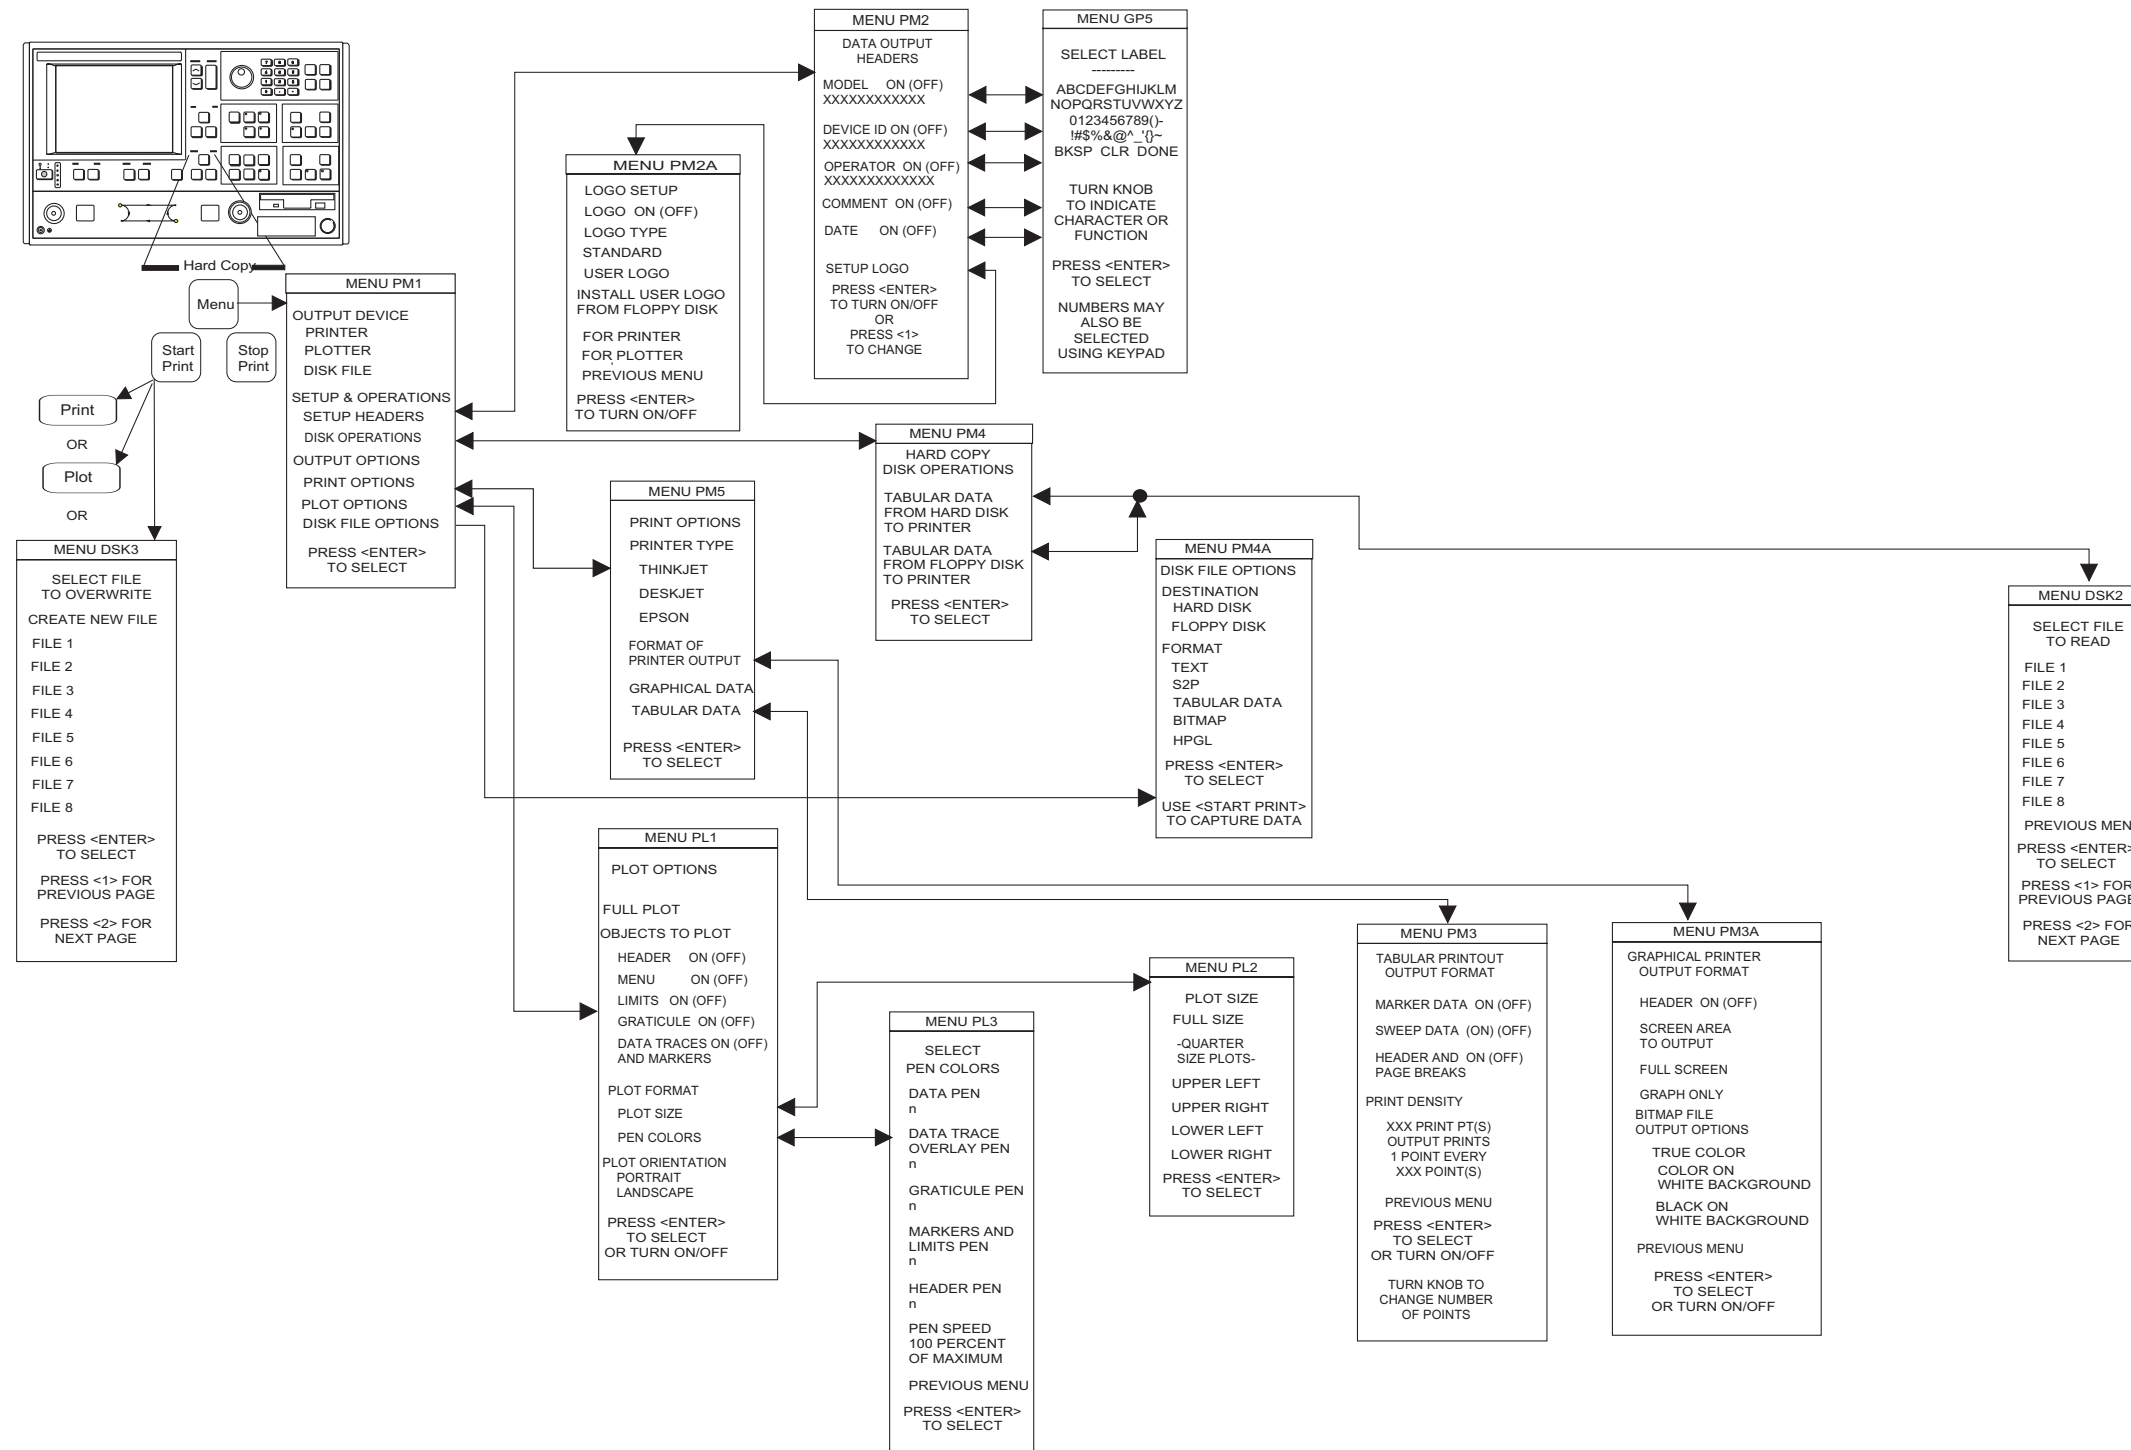 Hard Copy
Menu
Start
Print
Stop
Print
Print
OR
Plot
OR
MENU DSK3
SELECT FILE
TO OVERWRITE
CREATE NEW FILE
FILE 1
FILE 2
FILE 3
FILE 4
FILE 5
FILE 6
FILE 7
FILE 8
PRESS <ENTER>
TO SELECT
PRESS <1> FOR
PREVIOUS PAGE
PRESS <2> FOR
NEXT PAGE
MENU PM1
OUTPUT DEVICE
PRINTER
PLOTTER
DISK FILE
SETUP & OPERATIONS
SETUP HEADERS
DISK OPERATIONS
OUTPUT OPTIONS
PRINT OPTIONS
PLOT OPTIONS
DISK FILE OPTIONS
PRESS <ENTER>
TO SELECT
MENU PM2A
LOGO SETUP
LOGO ON (OFF)
LOGO TYPE
STANDARD
USER LOGO
INSTALL USER LOGO
FROM FLOPPY DISK
FOR PRINTER
FOR PLOTTER
PREVIOUS MENU
PRESS <ENTER>
TO TURN ON/OFF
MENU PM2
DATA OUTPUT
HEADERS
MODEL ON (OFF)
XXXXXXXXXXXX
DEVICE ID ON (OFF)
XXXXXXXXXXXX
OPERATOR ON (OFF)
XXXXXXXXXXXXX
COMMENT ON (OFF)
DATE ON (OFF)
SETUP LOGO
PRESS <ENTER>
TO TURN ON/OFF
OR
PRESS <1>
TO CHANGE
MENU GP5
SELECT LABEL
---------
ABCDEFGHIJKLM
NOPQRSTUVWXYZ
0123456789()-
!#$%&@^_'{}~
BKSP CLR DONE
TURN KNOB
TO INDICATE
CHARACTER OR
FUNCTION
PRESS <ENTER>
TO SELECT
NUMBERS MAY
ALSO BE
SELECTED
USING KEYPAD
MENU PM5
PRINT OPTIONS
PRINTER TYPE
THINKJET
DESKJET
EPSON
FORMAT OF
PRINTER OUTPUT
GRAPHICAL DATA
TABULAR DATA
PRESS <ENTER>
TO SELECT
MENU PM4
HARD COPY
DISK OPERATIONS
TABULAR DATA
FROM HARD DISK
TO PRINTER
TABULAR DATA
FROM FLOPPY DISK
TO PRINTER
PRESS <ENTER>
TO SELECT
MENU PM4A
DISK FILE OPTIONS
DESTINATION
HARD DISK
FLOPPY DISK
FORMAT
TEXT
S2P
TABULAR DATA
BITMAP
HPGL
PRESS <ENTER>
TO SELECT
USE <START PRINT>
TO CAPTURE DATA
MENU DSK2
SELECT FILE
TO READ
FILE 1
FILE 2
FILE 3
FILE 4
FILE 5
FILE 6
FILE 7
FILE 8
PREVIOUS MEN
PRESS <ENTER>
TO SELECT
PRESS <1> FOR
PREVIOUS PAGE
PRESS <2> FOR
NEXT PAGE
MENU PL1
PLOT OPTIONS
FULL PLOT
OBJECTS TO PLOT
HEADER ON (OFF)
MENU ON (OFF)
LIMITS ON (OFF)
GRATICULE ON (OFF)
DATA TRACES ON (OFF)
AND MARKERS
PLOT FORMAT
PLOT SIZE
PEN COLORS
PLOT ORIENTATION
PORTRAIT
LANDSCAPE
PRESS <ENTER>
TO SELECT
OR TURN ON/OFF
MENU PL3
SELECT
PEN COLORS
DATA PEN
n
DATA TRACE
OVERLAY PEN
n
GRATICULE PEN
n
MARKERS AND
LIMITS PEN
n
HEADER PEN
n
PEN SPEED
100 PERCENT
OF MAXIMUM
PREVIOUS MENU
PRESS <ENTER>
TO SELECT
MENU PL2
PLOT SIZE
FULL SIZE
-QUARTER
SIZE PLOTS-
UPPER LEFT
UPPER RIGHT
LOWER LEFT
LOWER RIGHT
PRESS <ENTER>
TO SELECT
MENU PM3
TABULAR PRINTOUT
OUTPUT FORMAT
MARKER DATA ON (OFF)
SWEEP DATA (ON) (OFF)
HEADER AND ON (OFF)
PAGE BREAKS
PRINT DENSITY
XXX PRINT PT(S)
OUTPUT PRINTS
1 POINT EVERY
XXX POINT(S)
PREVIOUS MENU
PRESS <ENTER>
TO SELECT
OR TURN ON/OFF
TURN KNOB TO
CHANGE NUMBER
OF POINTS
MENU PM3A
GRAPHICAL PRINTER
OUTPUT FORMAT
HEADER ON (OFF)
SCREEN AREA
TO OUTPUT
FULL SCREEN
GRAPH ONLY
BITMAP FILE
OUTPUT OPTIONS
TRUE COLOR
COLOR ON
WHITE BACKGROUND
BLACK ON
WHITE BACKGROUND
PREVIOUS MENU
PRESS <ENTER>
TO SELECT
OR TURN ON/OFF